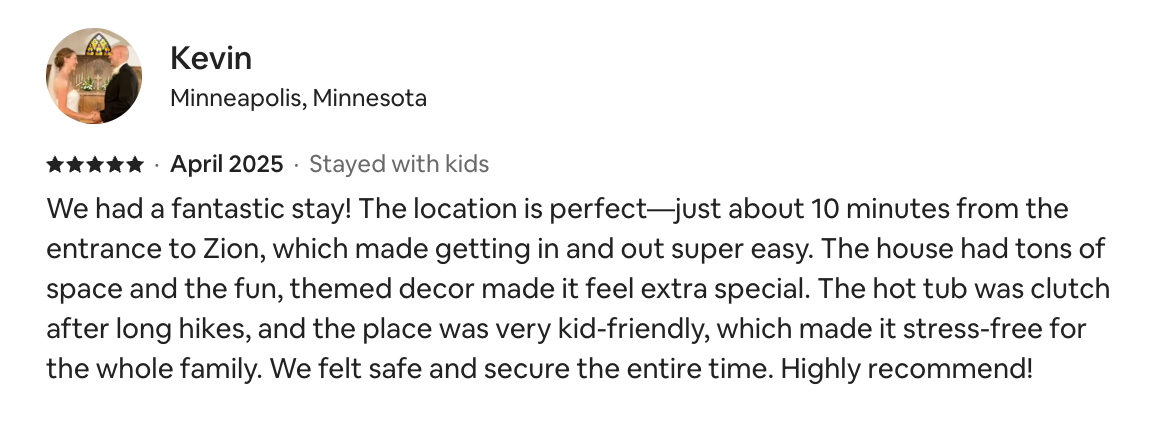 Kevin
Minneapolis, Minnesota
★★★★★ · April 2025 · Stayed with kids
We had a fantastic stay! The location is perfect—just about 10 minutes from the
entrance to Zion, which made getting in and out super easy. The house had tons of
space and the fun, themed decor made it feel extra special. The hot tub was clutch
after long hikes, and the place was very kid-friendly, which made it stress-free for
the whole family. We felt safe and secure the entire time. Highly recommend!